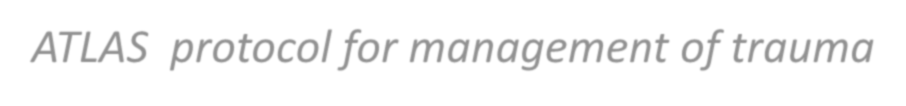 ATLAS  protocol for management of trauma